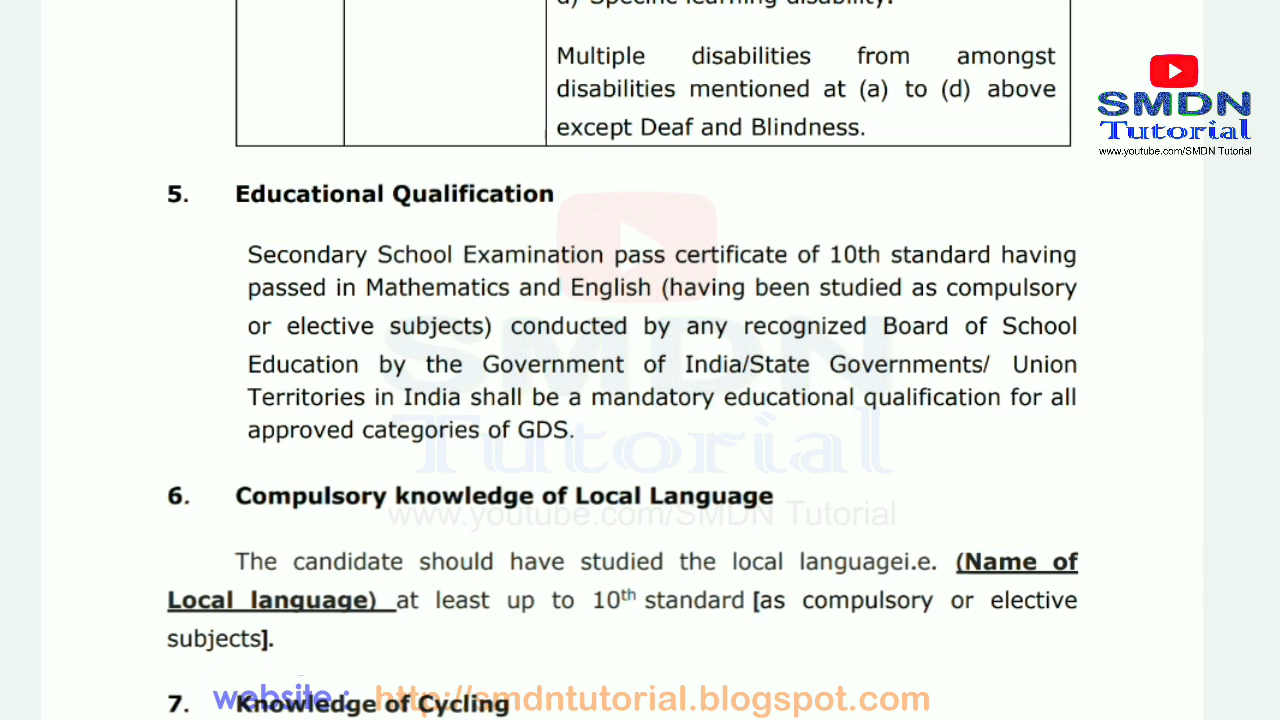 d) Specific learning disability.
Multiple disabilities from amongst
disabilities mentioned at (a) to (d) above
except Deaf and Blindness.
SMDN
Tutorial
www.youtube.com/SMDN Tutorial
5. Educational Qualification
Secondary School Examination pass certificate of 10th standard having
passed in Mathematics and English (having been studied as compulsory
or elective subjects) conducted by any recognized Board of School
Education by the Government of India/State Governments/ Union
Territories in India shall be a mandatory educational qualification for all
approved categories of GDS.
SMDN
Tutorial
www.youtube.com/SMDN Tutorial
6. Compulsory knowledge of Local Language
The candidate should have studied the local languagei.e. (Name of
Local language) at least up to 10th standard [as compulsory or elective
subjects].
7. Knowledge of Cycling
website : http://smdntutorial.blogspot.com